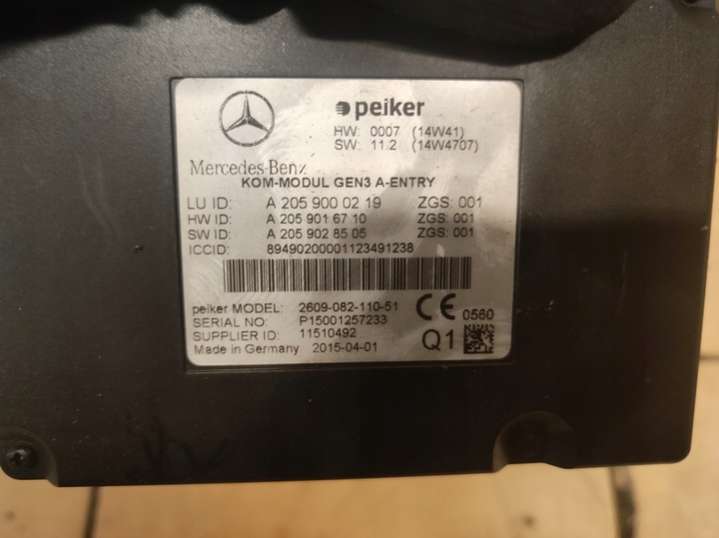 peiker
HW: 0007 (14W41)
SW: 11.2 (14W4707)
Mercedes-Benz
KOM-MODUL GEN3 A-ENTRY
LU ID: A 205 900 02 19 ZGS: 001
HW ID: A 205 901 67 10 ZGS: 001
SW ID: A 205 902 85 05 ZGS: 001
ICCID: 89490200001123491238
peiker MODEL: 2609-082-110-51
SERIAL NO: P15001257233
SUPPLIER ID: 11510492
Made in Germany 2015-04-01
CE 0560
Q1